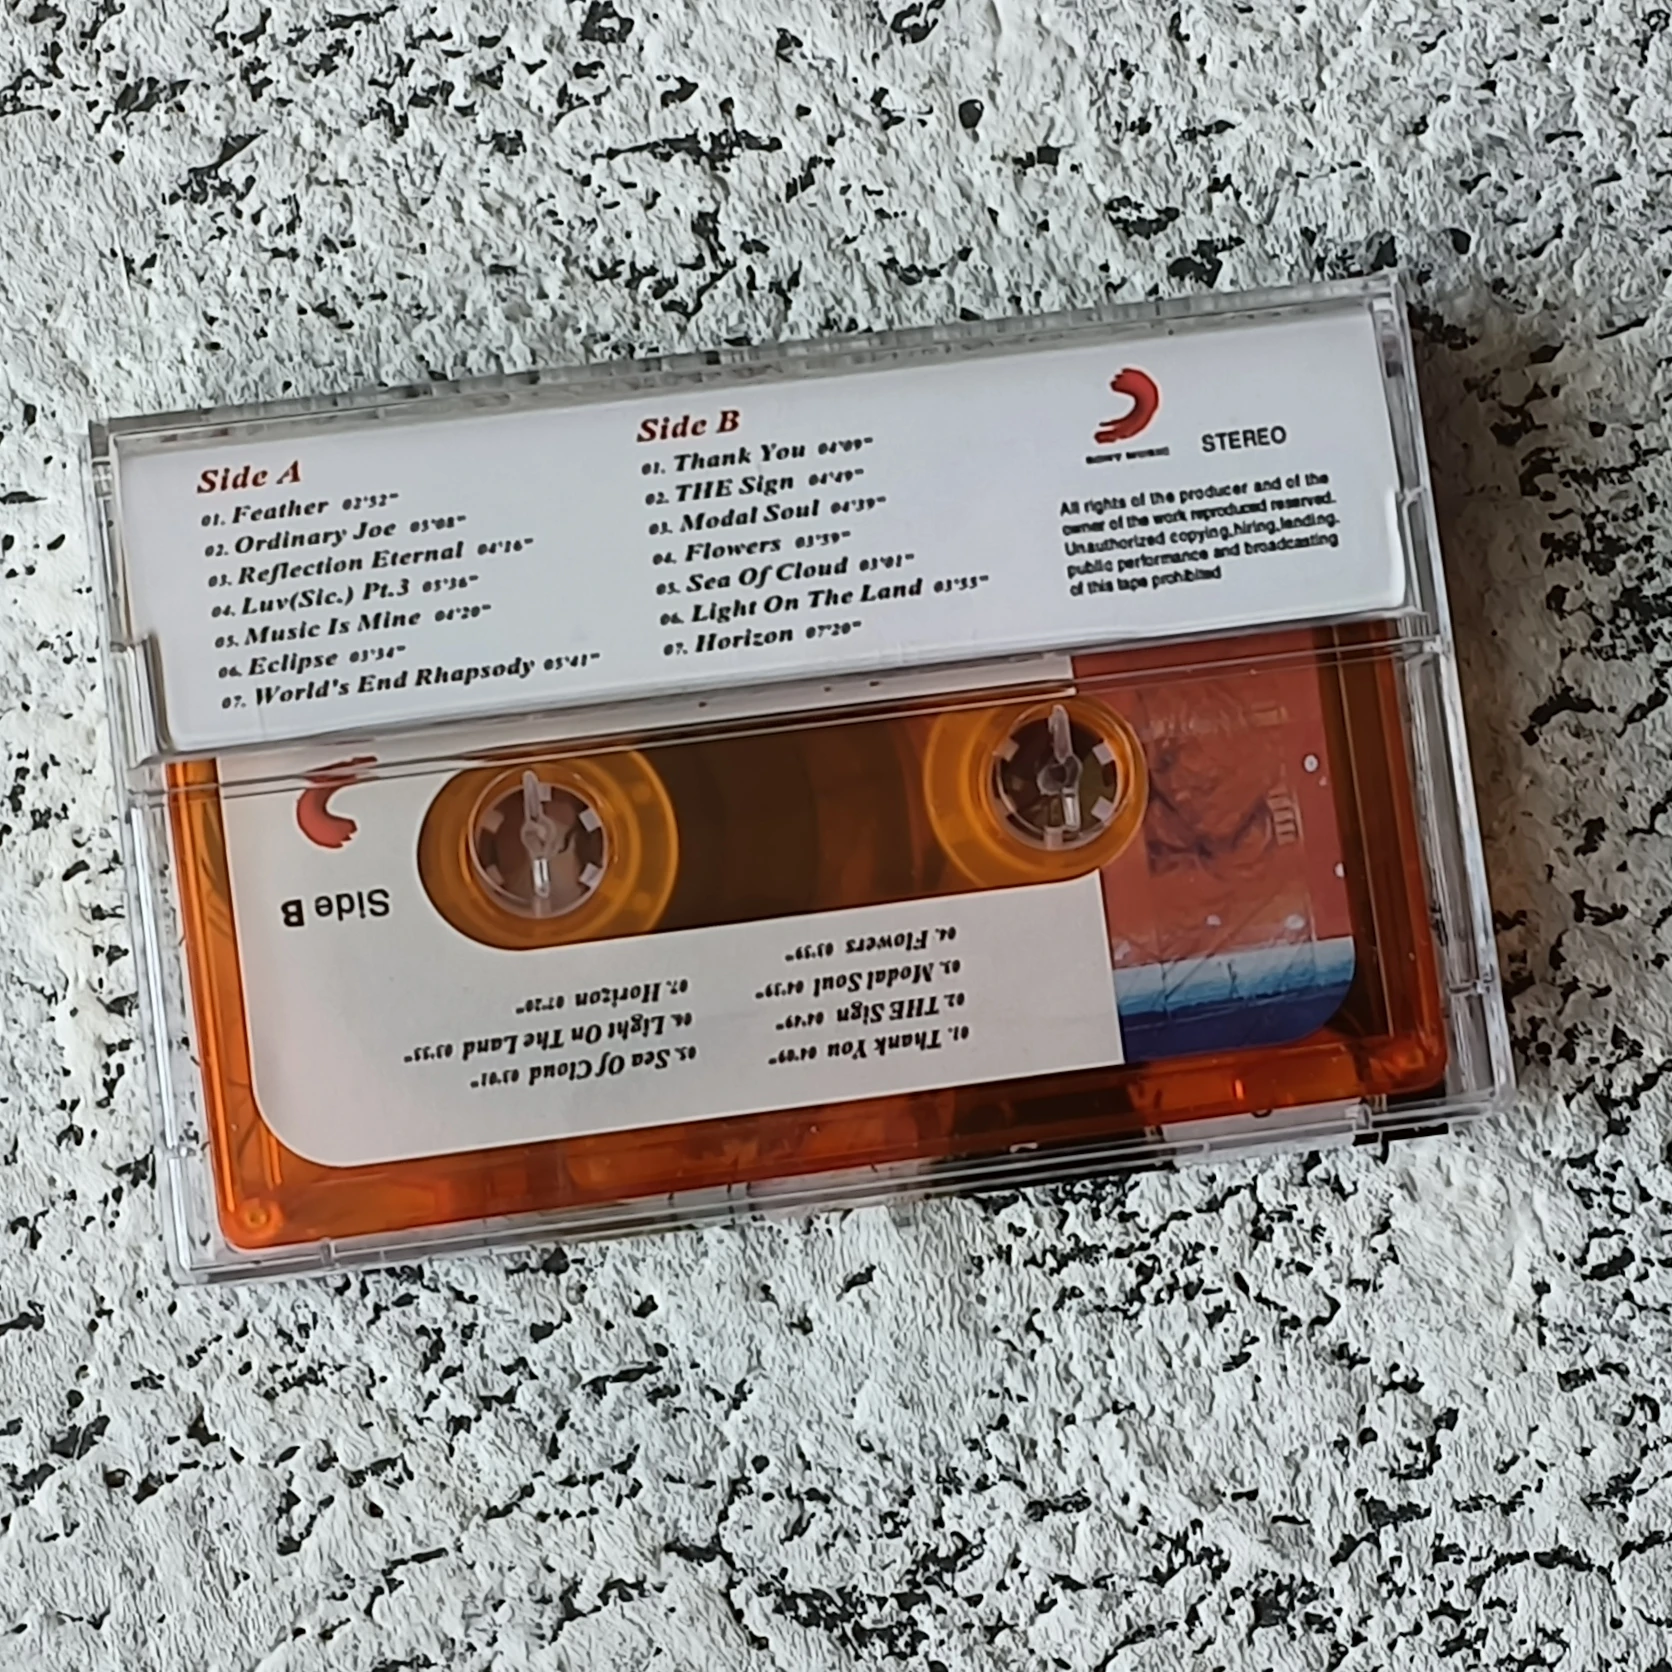 Side A
01. Feather 02'52"
02. Ordinary Joe 05'08"
03. Reflection Eternal 04'16"
04. Luv(Sic.) Pt.3 05'36"
05. Music Is Mine 04'20"
06. Eclipse 03'34"
07. World's End Rhapsody 05'41"
Side B
01. Thank You 04'09"
02. THE Sign 04'49"
03. Modal Soul 04'39"
04. Flowers 03'59"
05. Sea Of Cloud 03'01"
06. Light On The Land 03'55"
07. Horizon 07'20"
SONY MUSIC
STEREO
All rights of the producer and of the
owner of the work reproduced reserved.
Unauthorized copying,hiring,lending.
public performance and broadcasting
of this tape prohibited
Side B
01. Thank You 04'09"
02. THE Sign 04'49"
03. Modal Soul 04'39"
04. Flowers 03'59"
05. Sea Of Cloud 03'01"
06. Light On The Land 03'55"
07. Horizon 07'20"